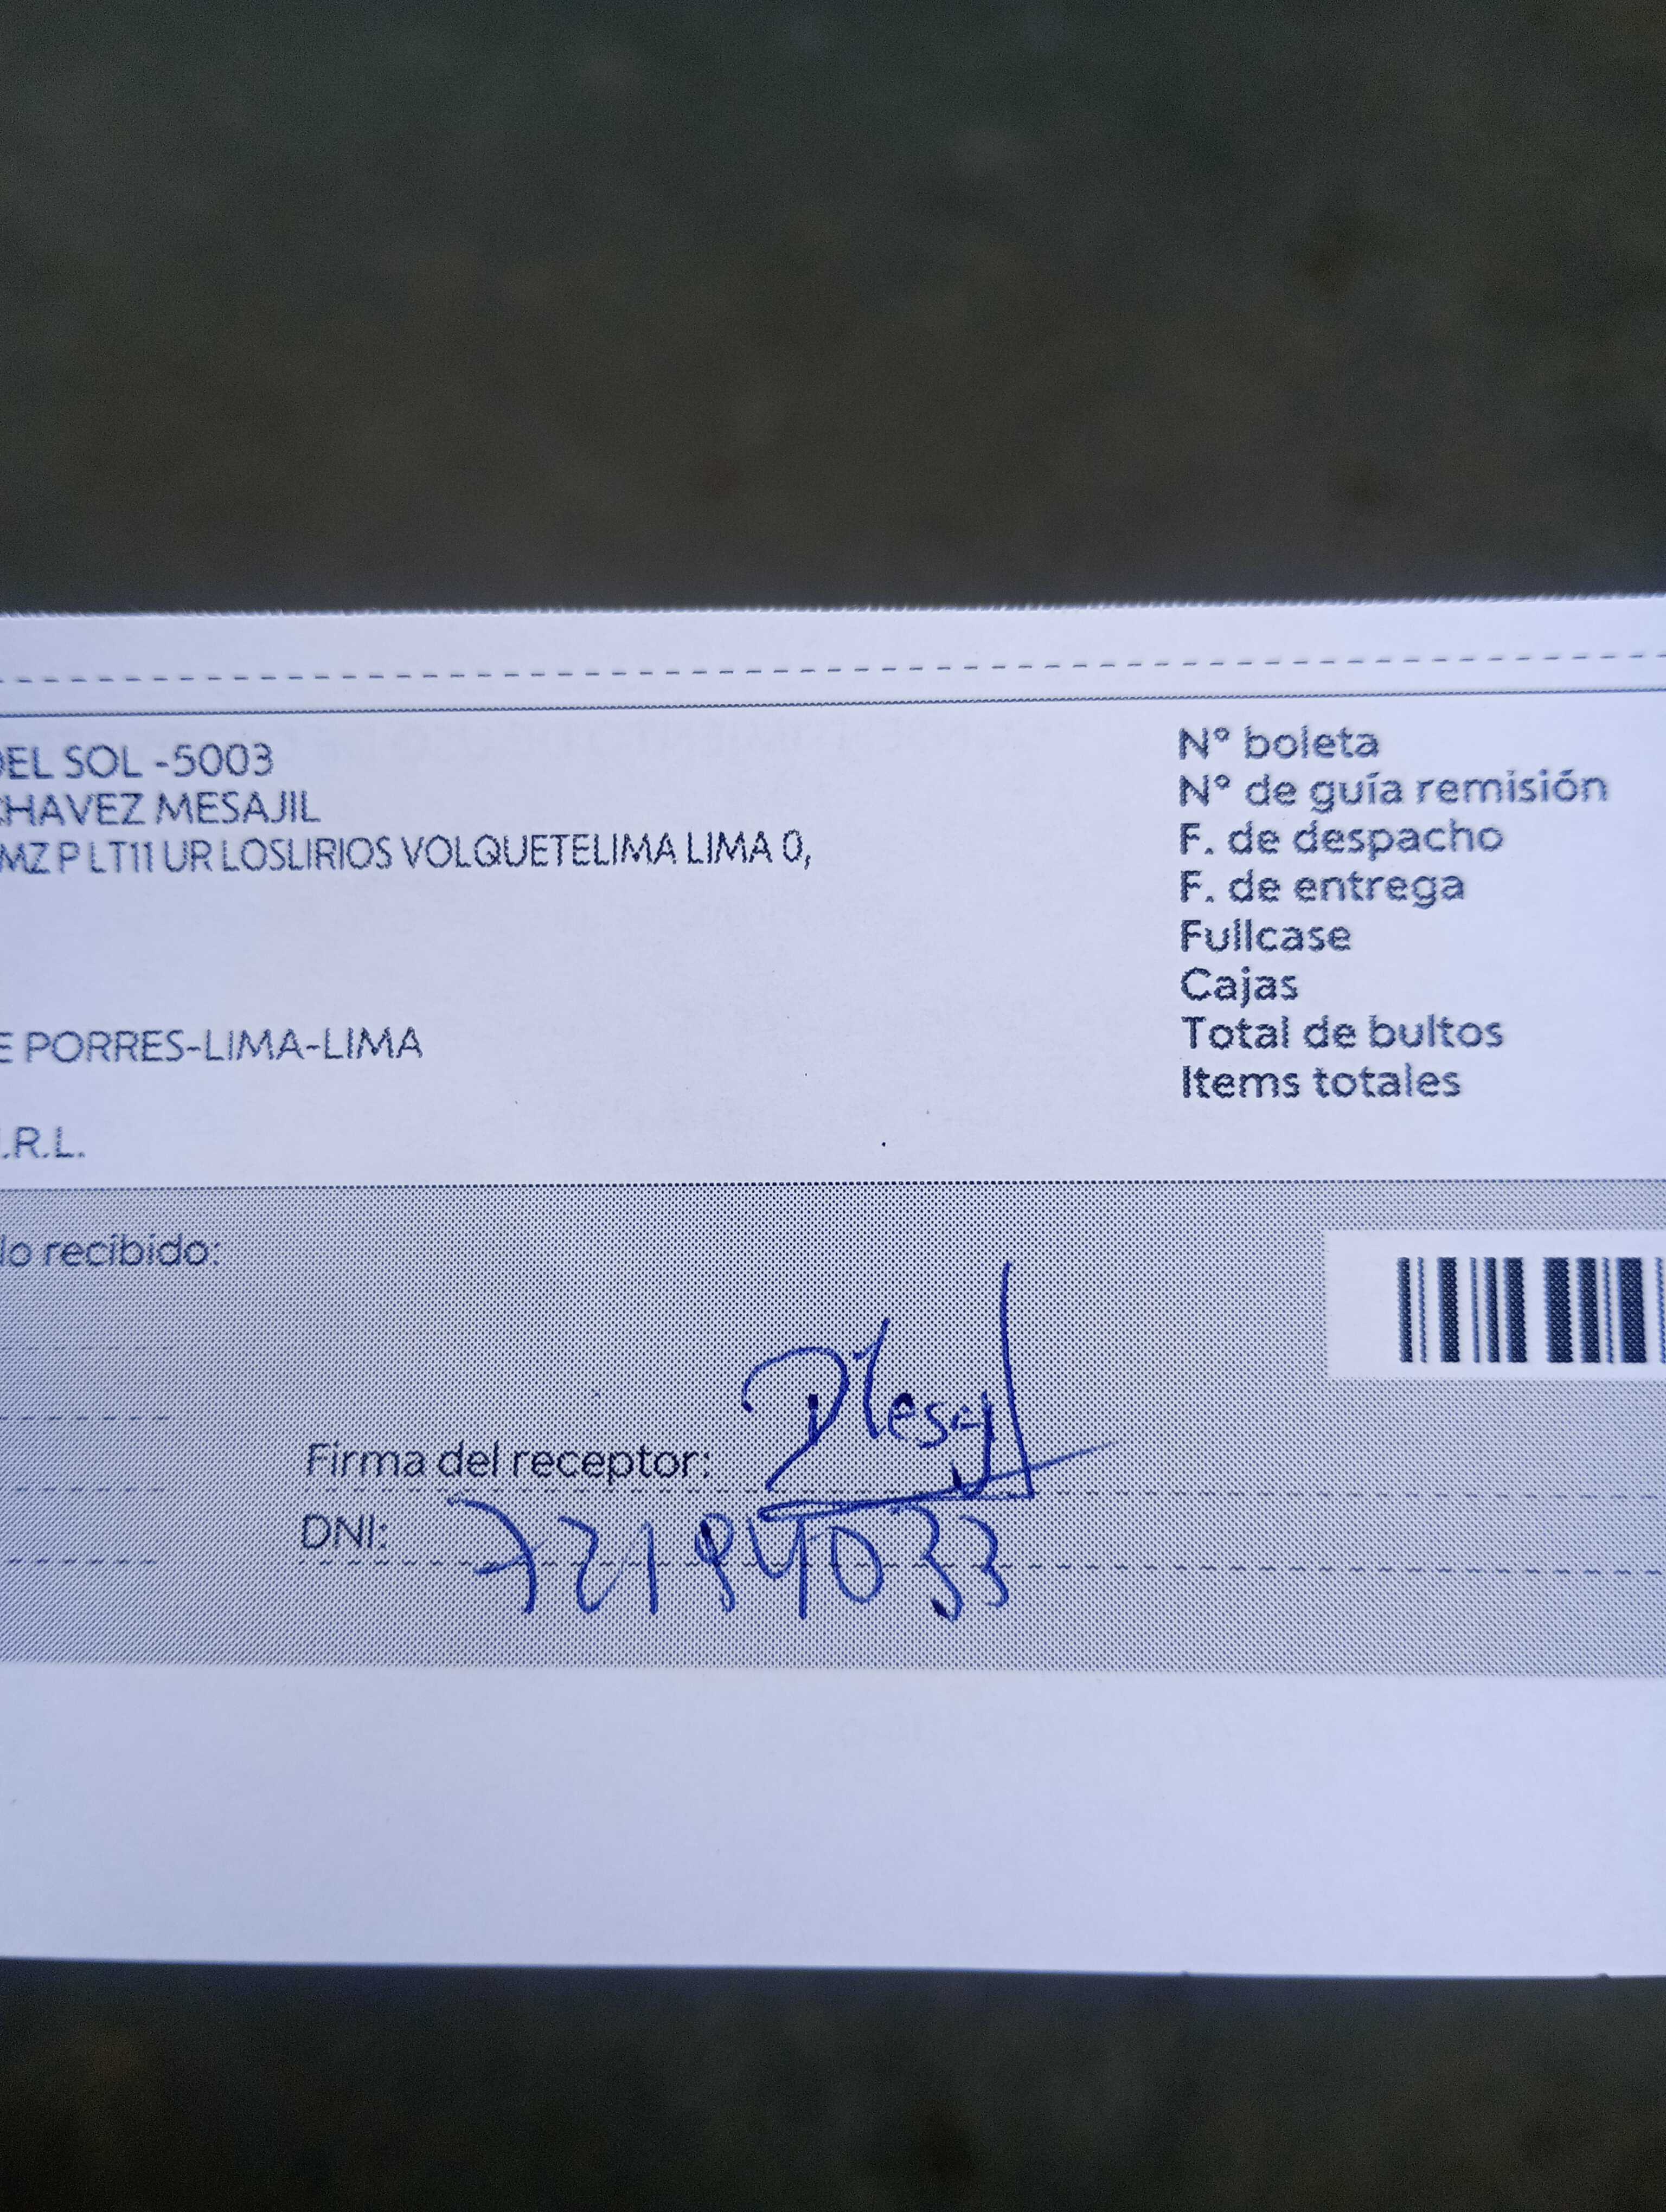 DEL SOL -5003
CHAVEZ MESAJIL
MZ P LT11 UR LOSLIRIOS VOLQUETELIMA LIMA 0,
E PORRES-LIMA-LIMA
.R.L.
N° boleta
N° de guía remisión
F. de despacho
F. de entrega
Fullcase
Cajas
Total de bultos
Items totales
lo recibido:
Firma del receptor:
DNI: 72194033